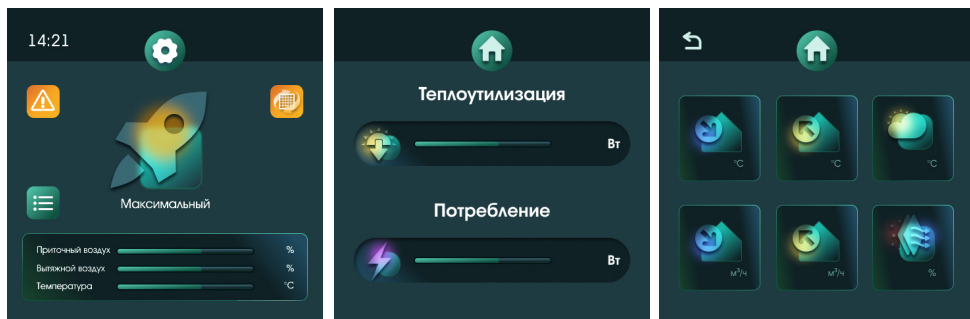 14:21
Максимальный
Приточный воздух %
Вытяжной воздух %
Температура °C
Теплоутилизация
Вт
Потребление
Вт
°C
°C
°C
м³/ч
м³/ч
%